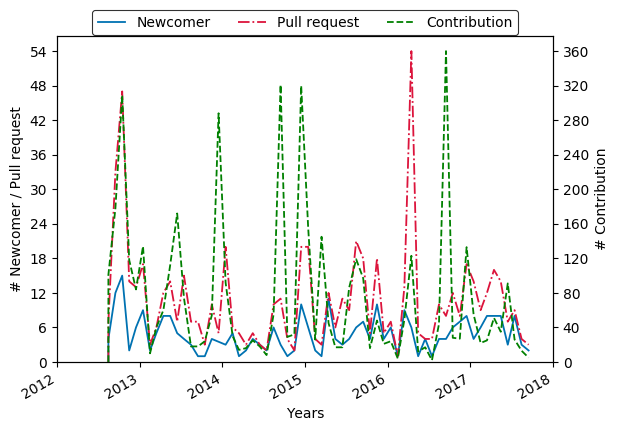 Newcomer Pull request Contribution
54 360
48 320
42 280
36 240
30 200
24 160
18 120
12 80
6 40
0 0
# Newcomer / Pull request
# Contribution
2012 2013 2014 2015 2016 2017 2018
Years